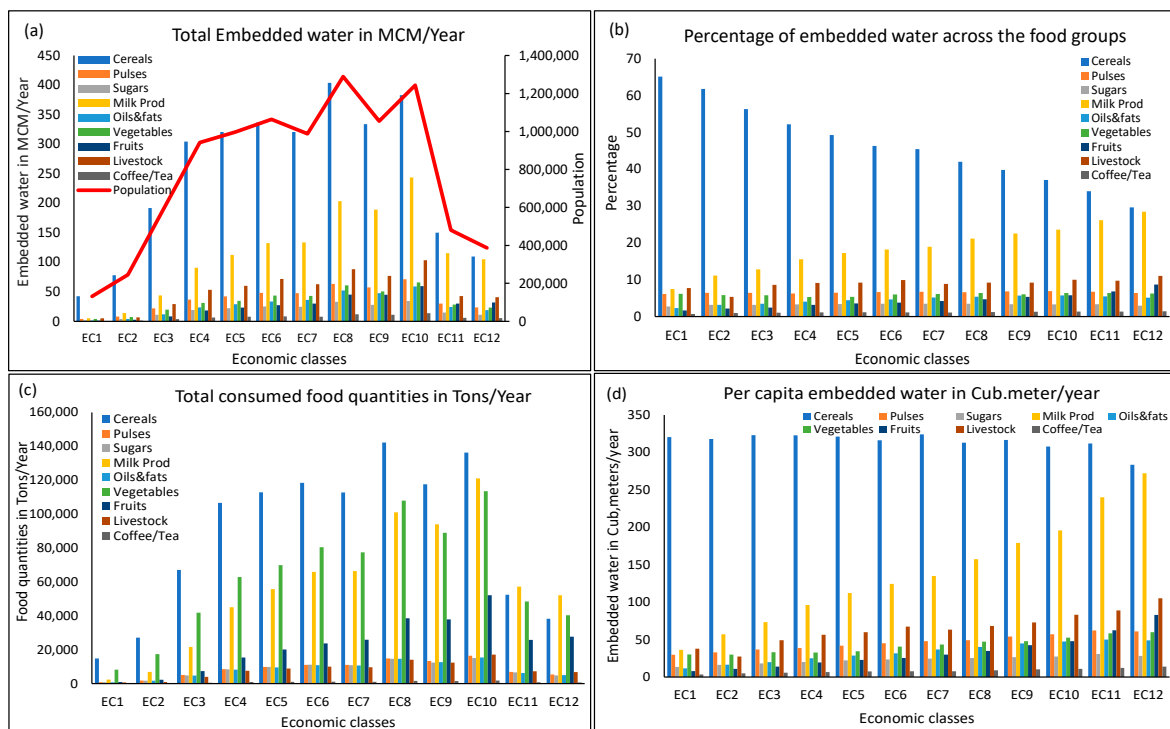 (a)
Total Embedded water in MCM/Year
450
400
350
300
250
200
150
100
50
0
Embedded water in MCM/Year
Cereals
Pulses
Sugars
Milk Prod
Oils&fats
Vegetables
Fruits
Livestock
Coffee/Tea
Population
1,400,000
1,200,000
1,000,000
800,000
600,000
400,000
200,000
0
Population
EC1 EC2 EC3 EC4 EC5 EC6 EC7 EC8 EC9 EC10 EC11 EC12
Economic classes
(b)
Percentage of embedded water across the food groups
70
60
50
40
30
20
10
0
Percentage
Cereals
Pulses
Sugars
Milk Prod
Oils&fats
Vegetables
Fruits
Livestock
Coffee/Tea
EC1 EC2 EC3 EC4 EC5 EC6 EC7 EC8 EC9 EC10 EC11 EC12
Economic classes
(c)
Total consumed food quantities in Tons/Year
160,000
140,000
120,000
100,000
80,000
60,000
40,000
20,000
0
Food quantities in Tons/Year
Cereals
Pulses
Sugars
Milk Prod
Oils&fats
Vegetables
Fruits
Livestock
Coffee/Tea
EC1 EC2 EC3 EC4 EC5 EC6 EC7 EC8 EC9 EC10 EC11 EC12
Economic classes
(d)
Per capita embedded water in Cub.meter/year
350
300
250
200
150
100
50
0
Embedded water in Cub,meters/year
Cereals Pulses Sugars Milk Prod Oils&fats
Vegetables Fruits Livestock Coffee/Tea
EC1 EC2 EC3 EC4 EC5 EC6 EC7 EC8 EC9 EC10 EC11 EC12
Economic classes